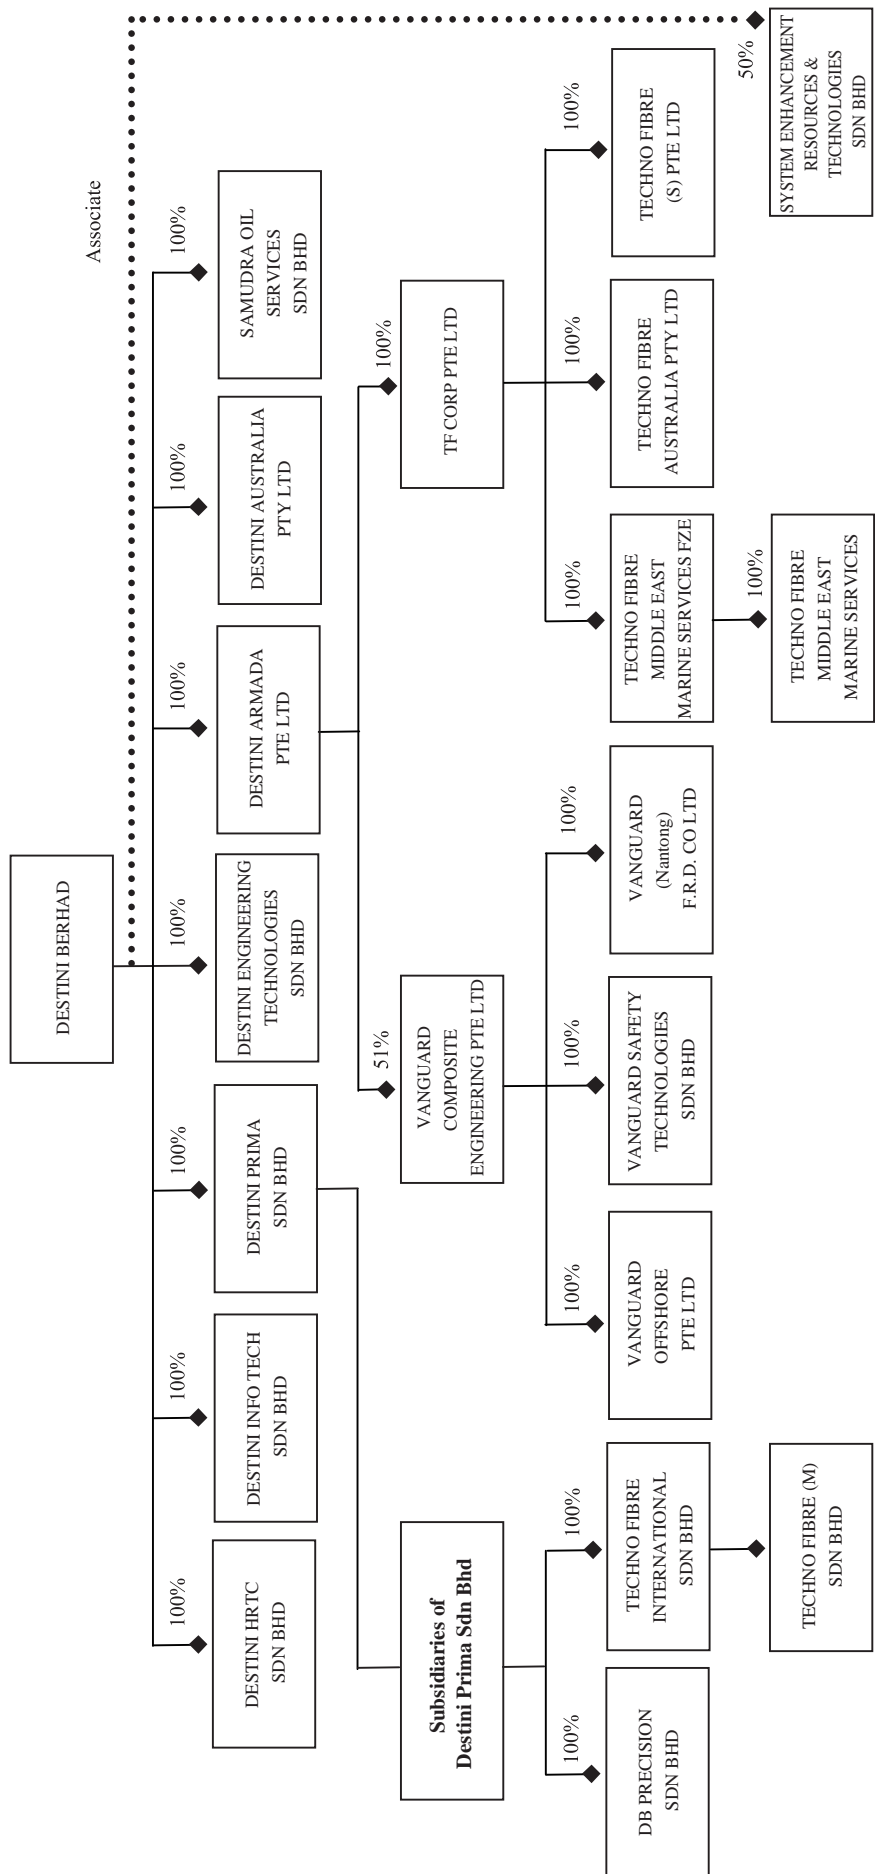 DESTINI BERHAD
Associate
100%
100%
100%
100%
100%
100%
100%
DESTINI HRTC
SDN BHD
DESTINI INFO TECH
SDN BHD
DESTINI PRIMA
SDN BHD
DESTINI ENGINEERING
TECHNOLOGIES
SDN BHD
DESTINI ARMADA
PTE LTD
DESTINI AUSTRALIA
PTY LTD
SAMUDRA OIL
SERVICES
SDN BHD
51%
100%
Subsidiaries of
Destini Prima Sdn Bhd
VANGUARD
COMPOSITE
ENGINEERING PTE LTD
TF CORP PTE LTD
100%
100%
100%
100%
100%
100%
100%
100%
DB PRECISION
SDN BHD
TECHNO FIBRE
INTERNATIONAL
SDN BHD
VANGUARD
OFFSHORE
PTE LTD
VANGUARD SAFETY
TECHNOLOGIES
SDN BHD
VANGUARD
(Nantong)
F.R.D. CO LTD
TECHNO FIBRE
MIDDLE EAST
MARINE SERVICES FZE
TECHNO FIBRE
AUSTRALIA PTY LTD
TECHNO FIBRE
(S) PTE LTD
100%
50%
TECHNO FIBRE (M)
SDN BHD
TECHNO FIBRE
MIDDLE EAST
MARINE SERVICES
SYSTEM ENHANCEMENT
RESOURCES &
TECHNOLOGIES
SDN BHD